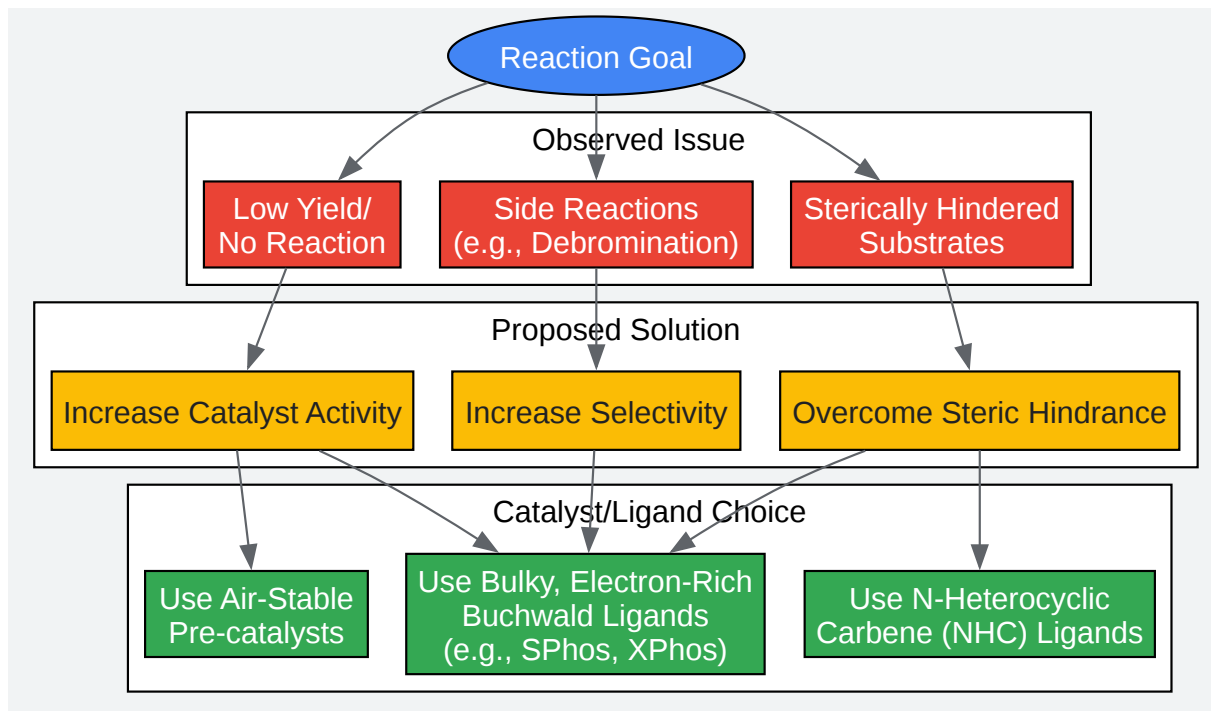 Reaction Goal
Observed Issue
Low Yield/
No Reaction
Side Reactions
(e.g., Debromination)
Sterically Hindered
Substrates
Proposed Solution
Increase Catalyst Activity
Increase Selectivity
Overcome Steric Hindrance
Catalyst/Ligand Choice
Use Air-Stable
Pre-catalysts
Use Bulky, Electron-Rich
Buchwald Ligands
(e.g., SPhos, XPhos)
Use N-Heterocyclic
Carbene (NHC) Ligands